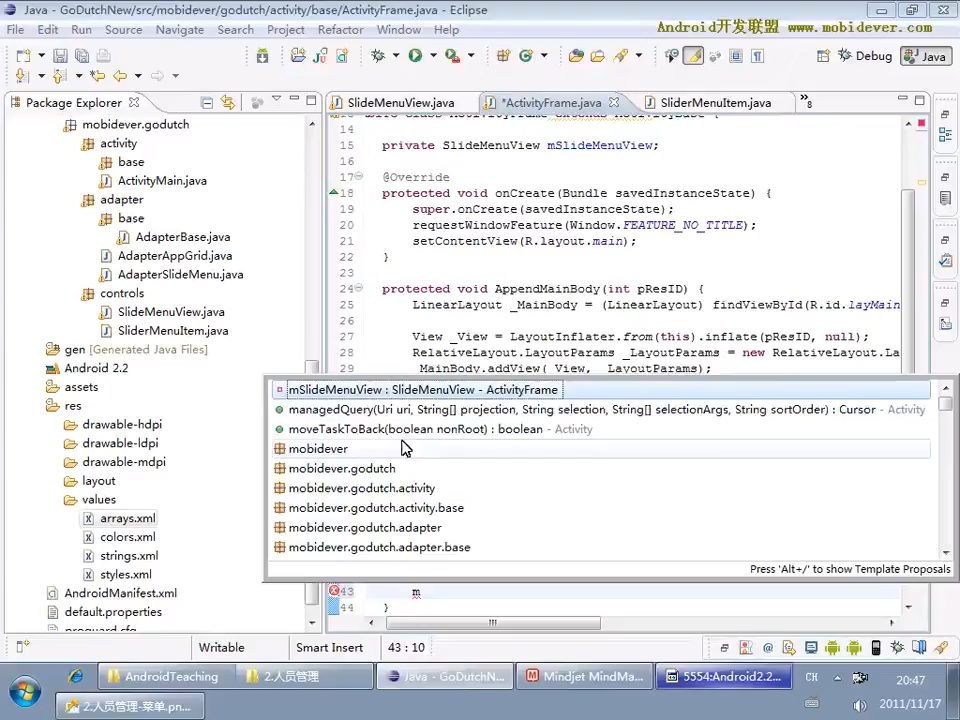 Java - GoDutchNew/src/mobidever/godutch/activity/base/ActivityFrame.java - Eclipse
File Edit Run Source Navigate Search Project Refactor Window Help
Android开发联盟 www.mobidever.com
Debug Java
Package Explorer
SlideMenuView.java *ActivityFrame.java SliderMenuItem.java »8
mobidever.godutch
activity
base
ActivityMain.java
adapter
base
AdapterBase.java
AdapterAppGrid.java
AdapterSlideMenu.java
controls
SlideMenuView.java
SliderMenuItem.java
gen [Generated Java Files]
Android 2.2
assets
res
drawable-hdpi
drawable-ldpi
drawable-mdpi
layout
values
arrays.xml
colors.xml
strings.xml
styles.xml
AndroidManifest.xml
default.properties
14
15 private SlideMenuView mSlideMenuView;
16
17 @Override
18 protected void onCreate(Bundle savedInstanceState) {
19 super.onCreate(savedInstanceState);
20 requestWindowFeature(Window.FEATURE_NO_TITLE);
21 setContentView(R.layout.main);
22 }
23
24 protected void AppendMainBody(int pResID) {
25 LinearLayout _MainBody = (LinearLayout) findViewById(R.id.layMain
26
27 View _View = LayoutInflater.from(this).inflate(pResID, null);
28 RelativeLayout.LayoutParams _LayoutParams = new RelativeLayout.La
29 _MainBody.addView(_View, _LayoutParams);
mSlideMenuView : SlideMenuView - ActivityFrame
managedQuery(Uri uri, String[] projection, String selection, String[] selectionArgs, String sortOrder) : Cursor - Activity
moveTaskToBack(boolean nonRoot) : boolean - Activity
mobidever
mobidever.godutch
mobidever.godutch.activity
mobidever.godutch.activity.base
mobidever.godutch.adapter
mobidever.godutch.adapter.base
Press 'Alt+/' to show Template Proposals
43 m
44 }
Writable Smart Insert 43 : 10
AndroidTeaching 2.人员管理 Java - GoDutchN... Mindjet MindMa... 5554:Android2.2... CH 20:47
2.人员管理-菜单.pn... 2011/11/17